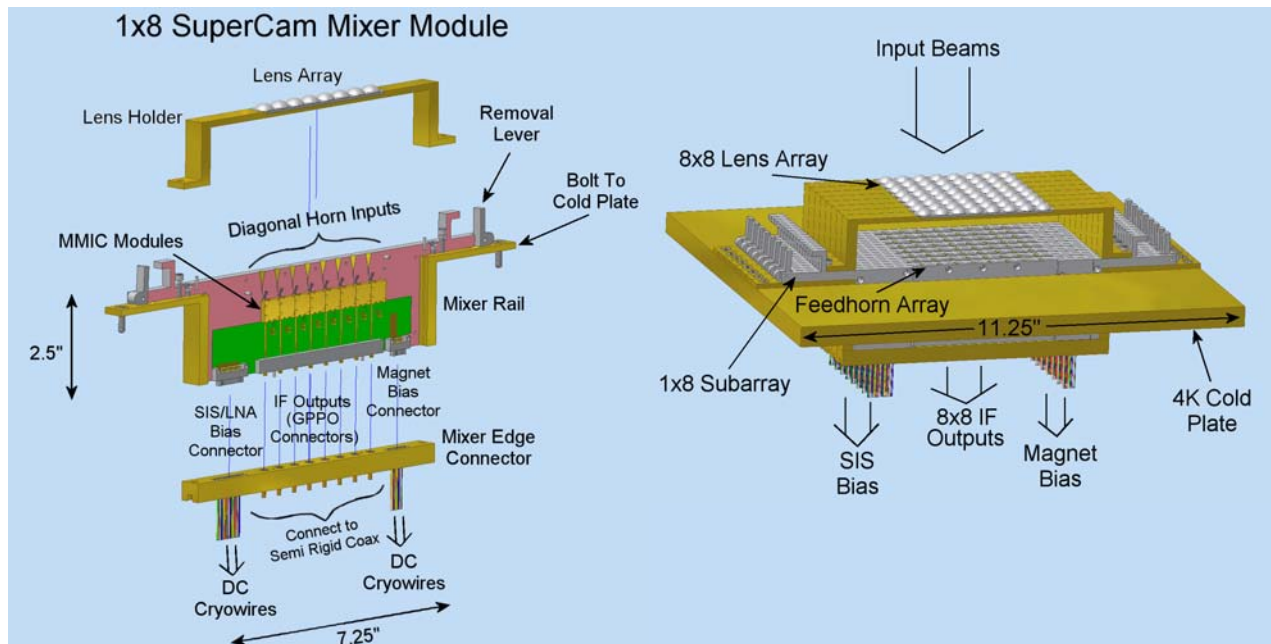 1x8 SuperCam Mixer Module
Lens Array
Lens Holder
Removal
Lever
Bolt To
Cold Plate
Diagonal Horn Inputs
MMIC Modules
Mixer Rail
2.5"
SIS/LNA
Bias
Connector
IF Outputs
(GPPO
Connectors)
Magnet
Bias
Connector
Mixer Edge
Connector
Connect to
Semi Rigid Coax
DC
Cryowires
DC
Cryowires
7.25"
Input Beams
8x8 Lens Array
Feedhorn Array
11.25"
1x8 Subarray
4K Cold
Plate
SIS
Bias
8x8 IF
Outputs
Magnet
Bias